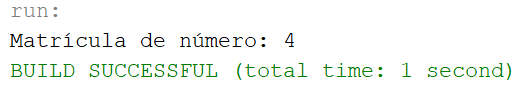 run:
Matrícula de número: 4
BUILD SUCCESSFUL (total time: 1 second)